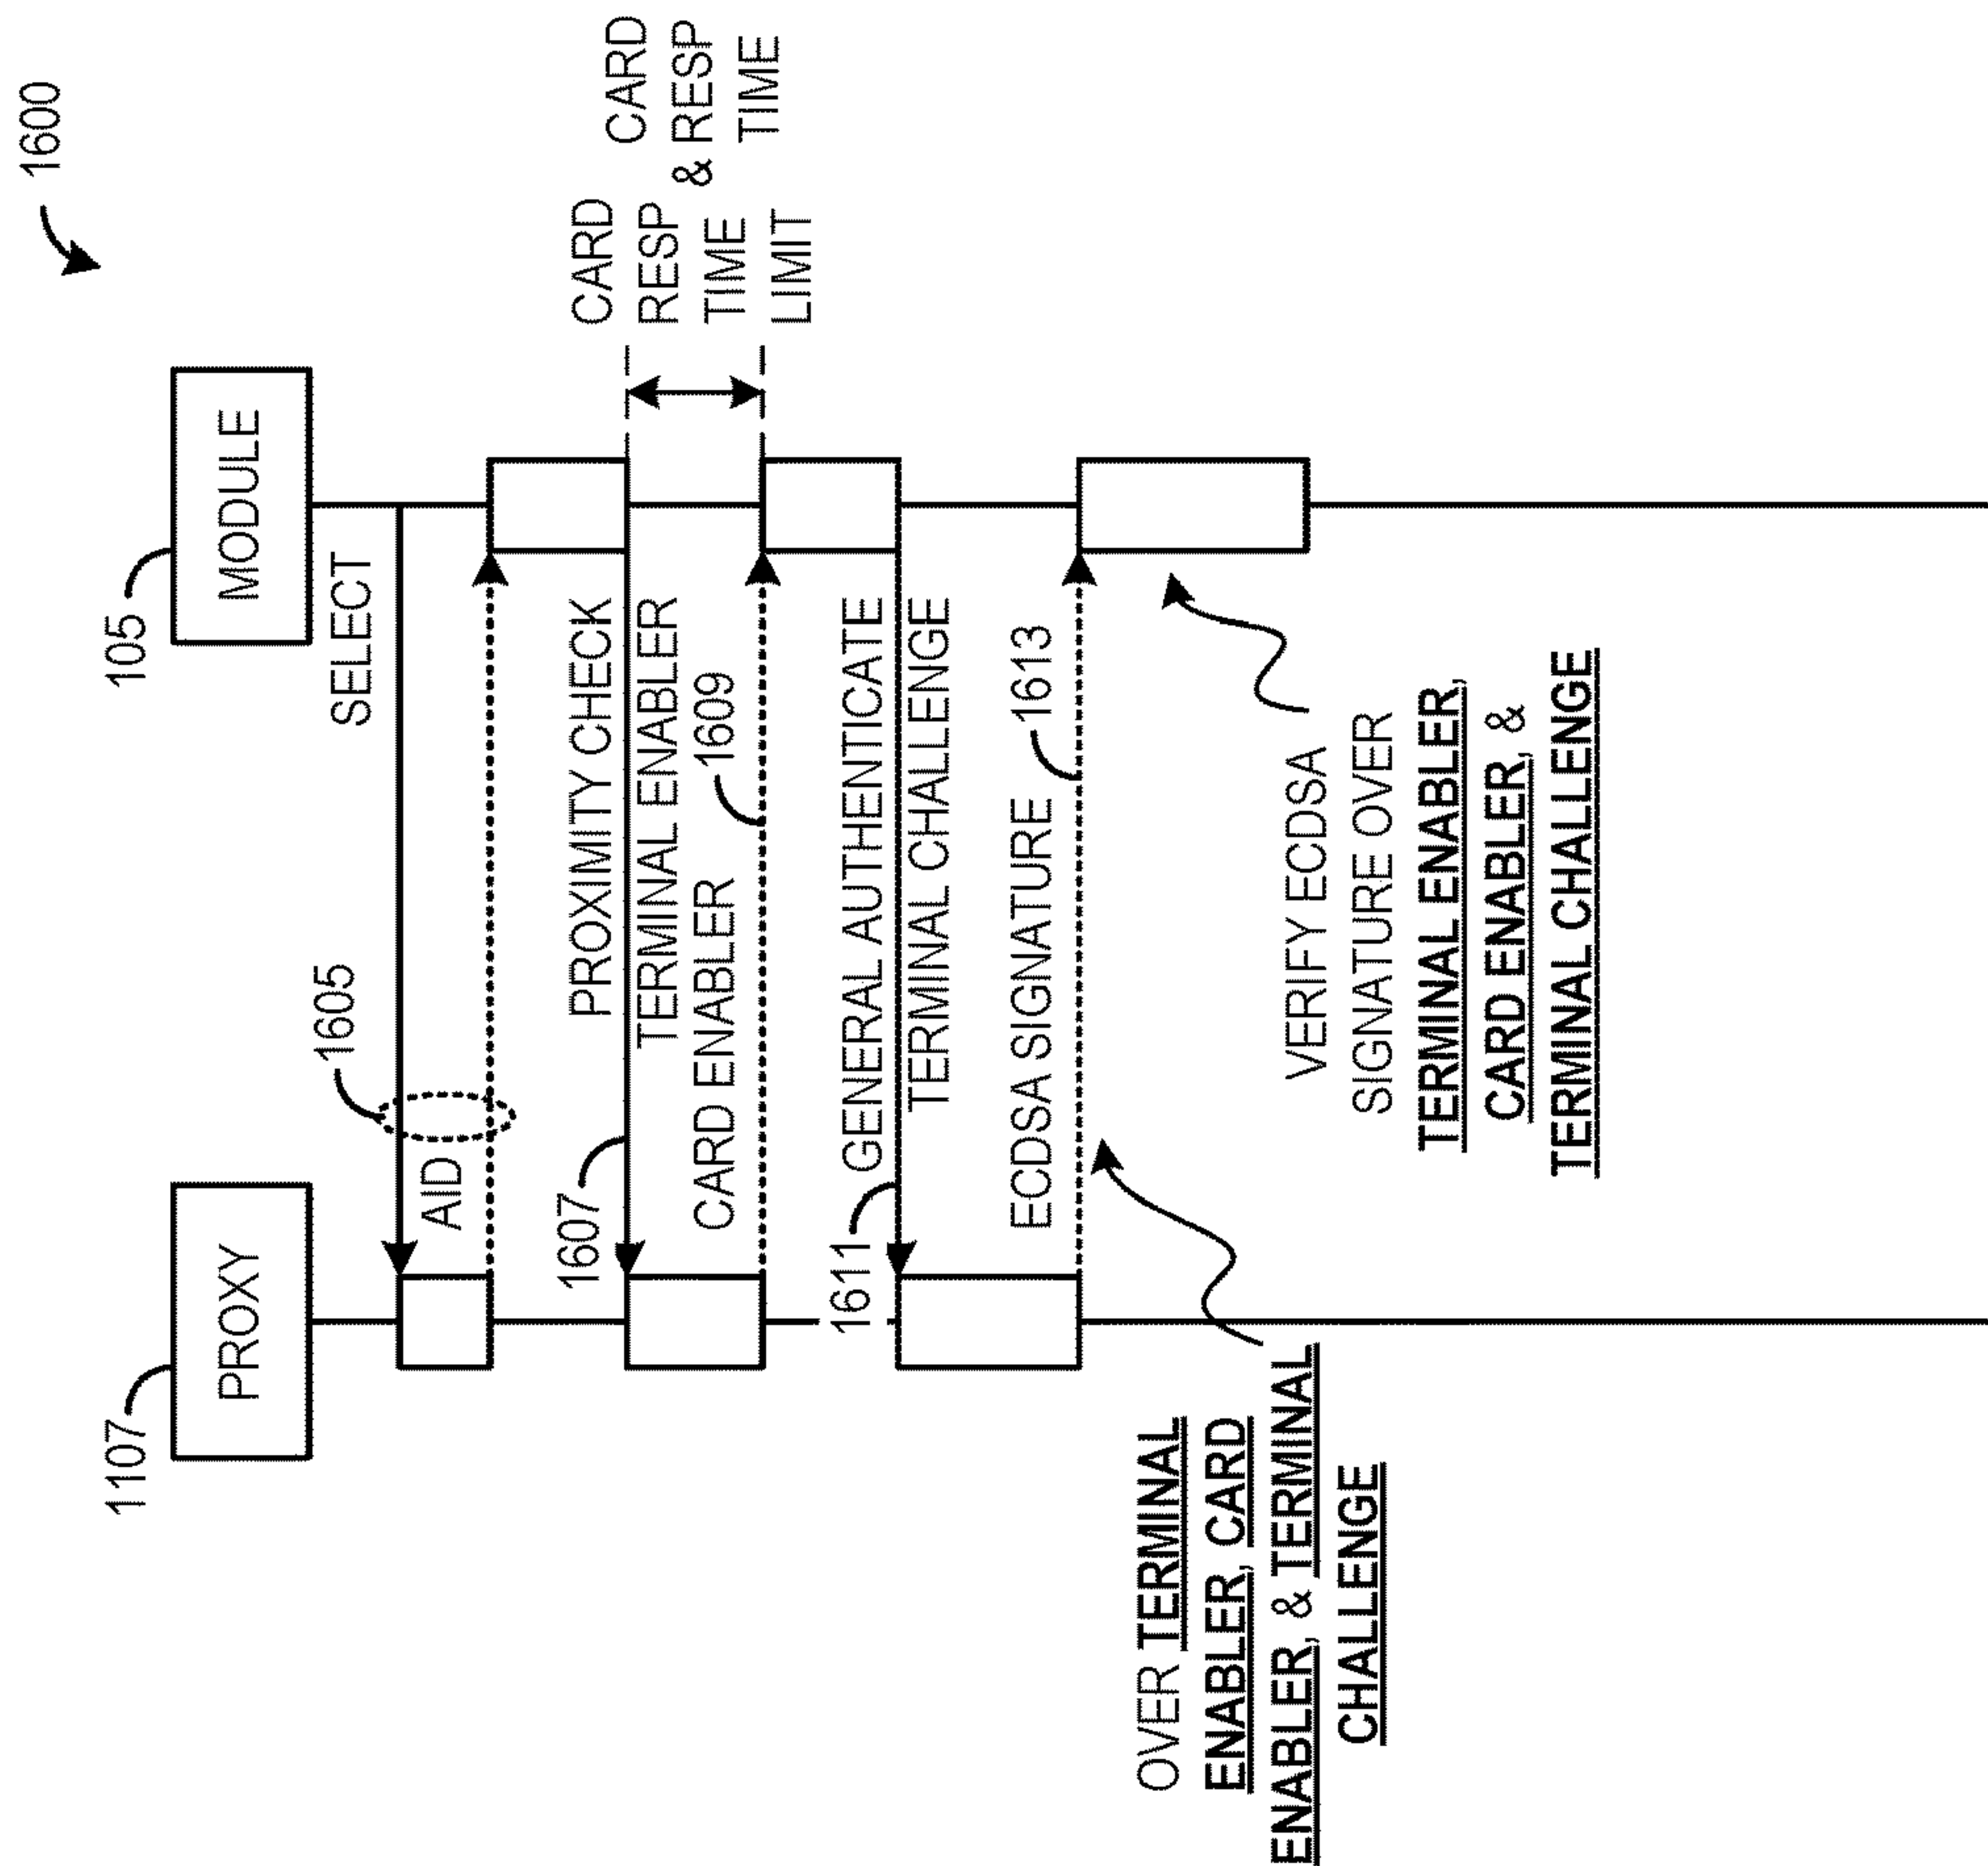 1600
1107
PROXY
105
MODULE
SELECT
1605
AID
PROXIMITY CHECK
1607
TERMINAL ENABLER
CARD ENABLER
1609
CARD
RESP
TIME
LIMIT
&
CARD
RESP
TIME
1611
GENERAL AUTHENTICATE
TERMINAL CHALLENGE
ECDSA SIGNATURE
1613
OVER TERMINAL
ENABLER, CARD
ENABLER, & TERMINAL
CHALLENGE
VERIFY ECDSA
SIGNATURE OVER
TERMINAL ENABLER,
CARD ENABLER, &
TERMINAL CHALLENGE